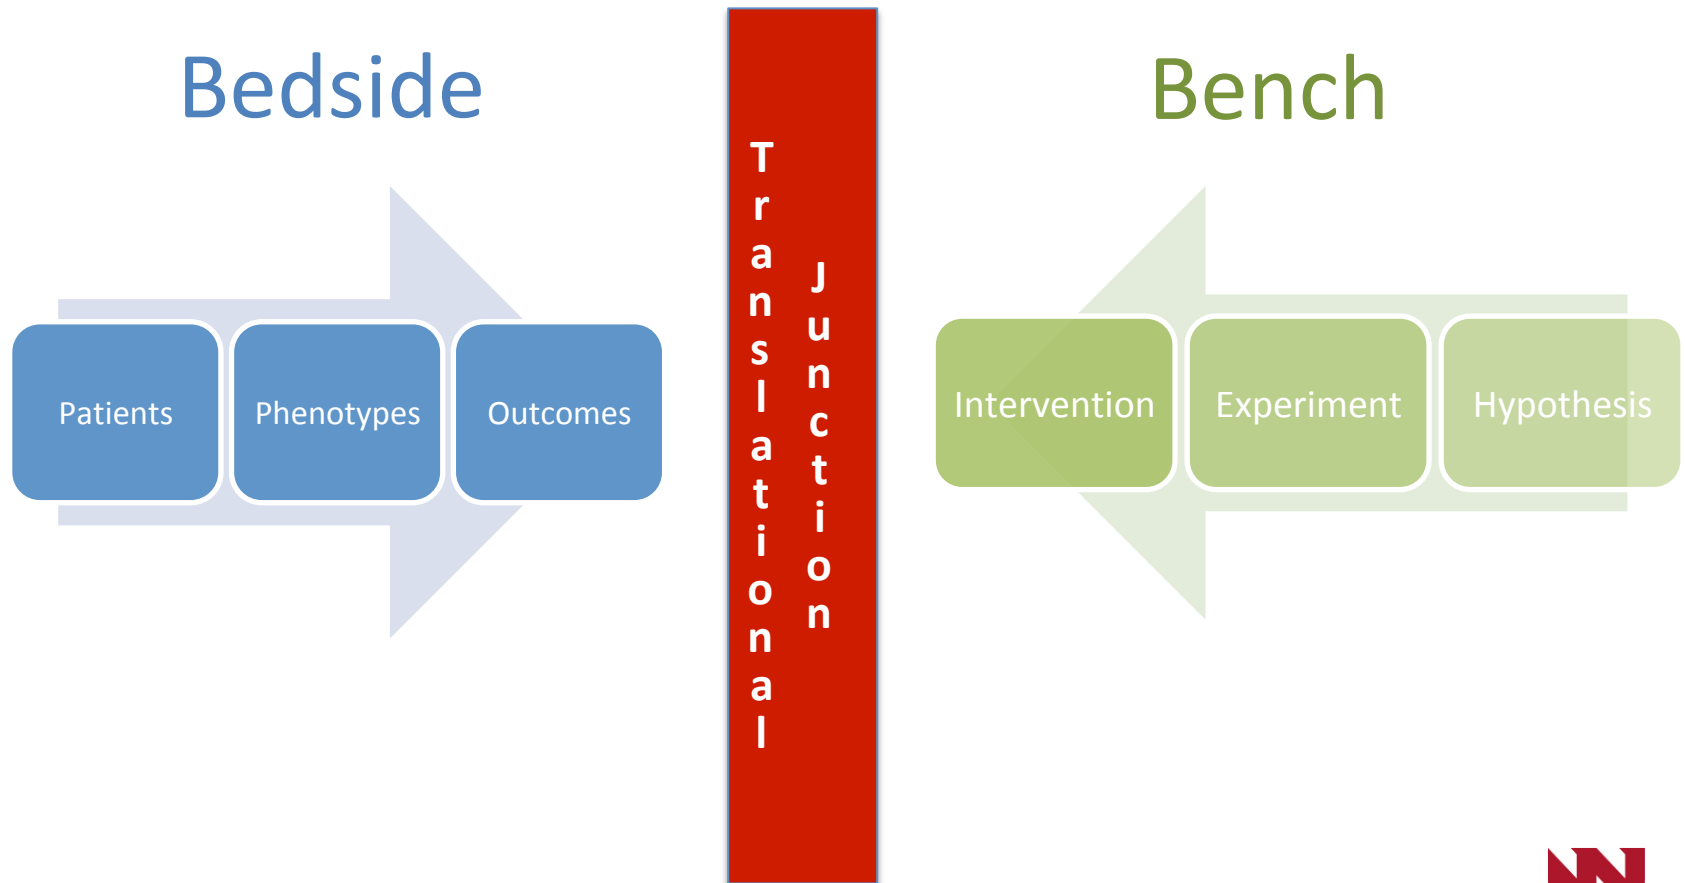 Bedside
Bench
Translational
Junction
Patients
Phenotypes
Outcomes
Intervention
Experiment
Hypothesis